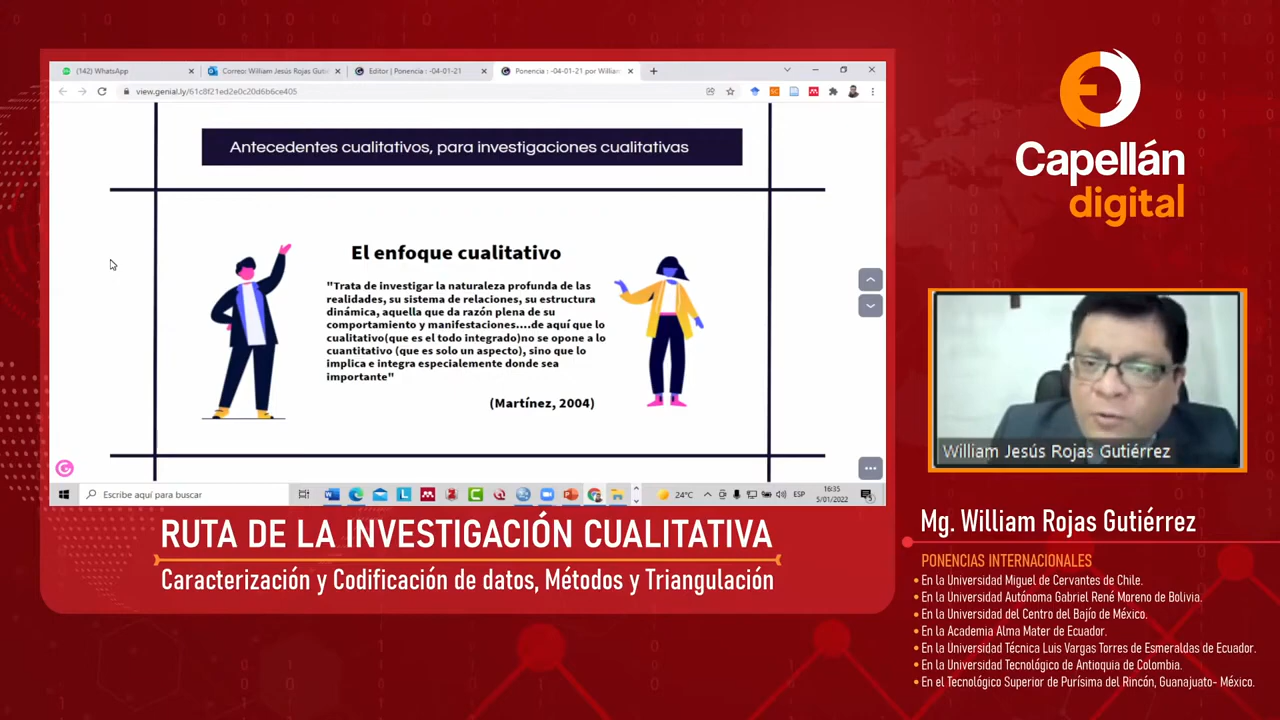 (142) WhatsApp
Correo: William Jesús Rojas Guti
Editor | Ponencia : -04-01-21
Ponencia : -04-01-21 por William
view.genial.ly/61c8f21ed2e0c20d6b6ce405
Antecedentes cualitativos, para investigaciones cualitativas
El enfoque cualitativo
"Trata de investigar la naturaleza profunda de las
realidades, su sistema de relaciones, su estructura
dinámica, aquella que da razón plena de su
comportamiento y manifestaciones....de aquí que lo
cualitativo(que es el todo integrado)no se opone a lo
cuantitativo (que es solo un aspecto), sino que lo
implica e integra especialemente donde sea
importante"
(Martínez, 2004)
Escribe aquí para buscar
24°C
ESP
16:35
5/01/2022
RUTA DE LA INVESTIGACIÓN CUALITATIVA
Caracterización y Codificación de datos, Métodos y Triangulación
Capellán
digital
William Jesús Rojas Gutiérrez
Mg. William Rojas Gutiérrez
PONENCIAS INTERNACIONALES
• En la Universidad Miguel de Cervantes de Chile.
• En la Universidad Autónoma Gabriel René Moreno de Bolivia.
• En la Universidad del Centro del Bajío de México.
• En la Academia Alma Mater de Ecuador.
• En la Universidad Técnica Luis Vargas Torres de Esmeraldas de Ecuador.
• En la Universidad Tecnológico de Antioquia de Colombia.
• En el Tecnológico Superior de Purísima del Rincón, Guanajuato- México.